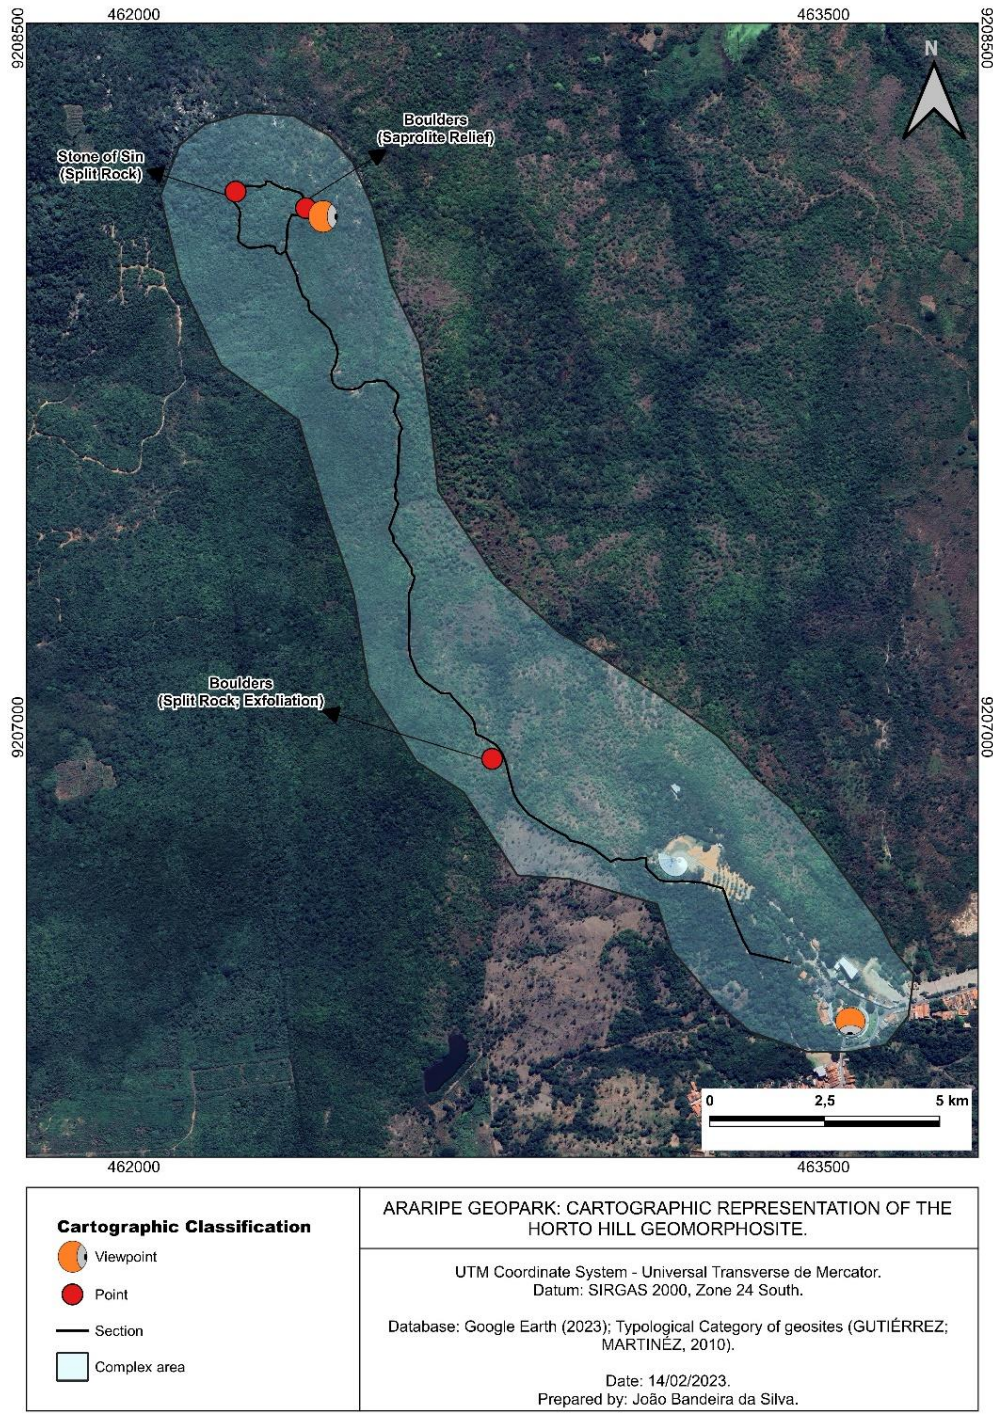 462000
463500
9208500
9208500
N
Boulders
(Saprolite Relief)
Stone of Sin
(Split Rock)
Boulders
(Split Rock; Exfoliation)
9207000
9207000
0 2,5 5 km
462000
463500
Cartographic Classification
Viewpoint
Point
Section
Complex area
ARARIPE GEOPARK: CARTOGRAPHIC REPRESENTATION OF THE
HORTO HILL GEOMORPHOSITE.
UTM Coordinate System - Universal Transverse de Mercator.
Datum: SIRGAS 2000, Zone 24 South.
Database: Google Earth (2023); Typological Category of geosites (GUTIÉRREZ;
MARTINÉZ, 2010).
Date: 14/02/2023.
Prepared by: João Bandeira da Silva.